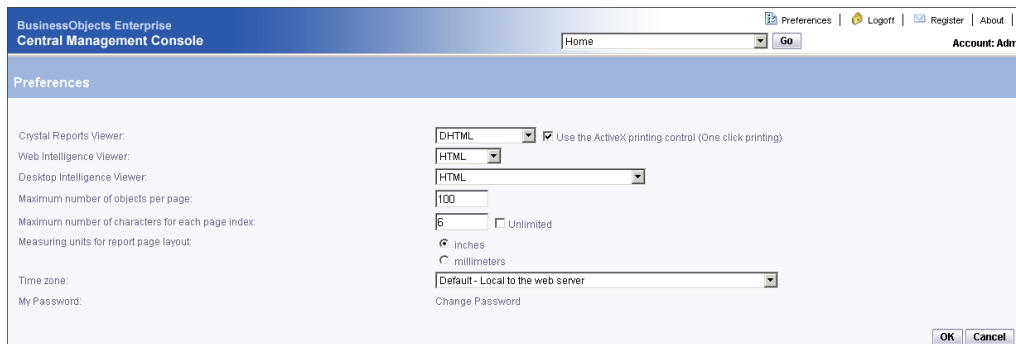 BusinessObjects Enterprise
Central Management Console
Preferences | Logoff | Register | About |
Home Go
Account: Adm
Preferences
Crystal Reports Viewer: DHTML Use the ActiveX printing control (One click printing)
Web Intelligence Viewer: HTML
Desktop Intelligence Viewer: HTML
Maximum number of objects per page: 100
Maximum number of characters for each page index: 6 Unlimited
Measuring units for report page layout: inches
millimeters
Time zone: Default - Local to the web server
My Password: Change Password
OK Cancel